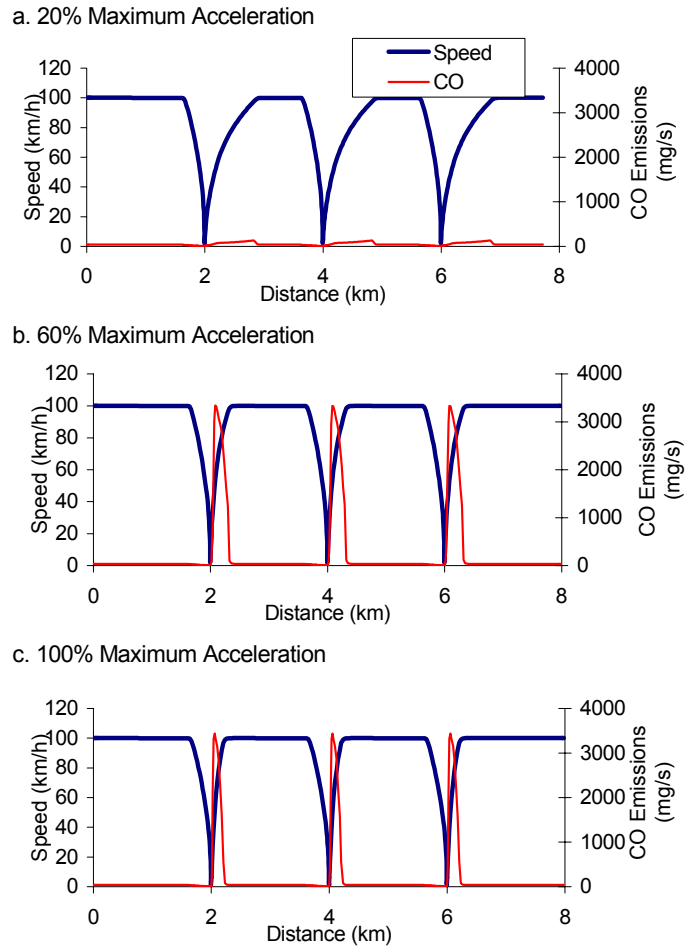 a. 20% Maximum Acceleration
Speed
CO
120
100
80
60
40
20
0
4000
3000
2000
1000
0
Speed (km/h)
CO Emissions
(mg/s)
0 2 4 6 8
Distance (km)
b. 60% Maximum Acceleration
120
100
80
60
40
20
0
4000
3000
2000
1000
0
Speed (km/h)
CO Emissions
(mg/s)
0 2 4 6 8
Distance (km)
c. 100% Maximum Acceleration
120
100
80
60
40
20
0
4000
3000
2000
1000
0
Speed (km/h)
CO Emissions
(mg/s)
0 2 4 6 8
Distance (km)